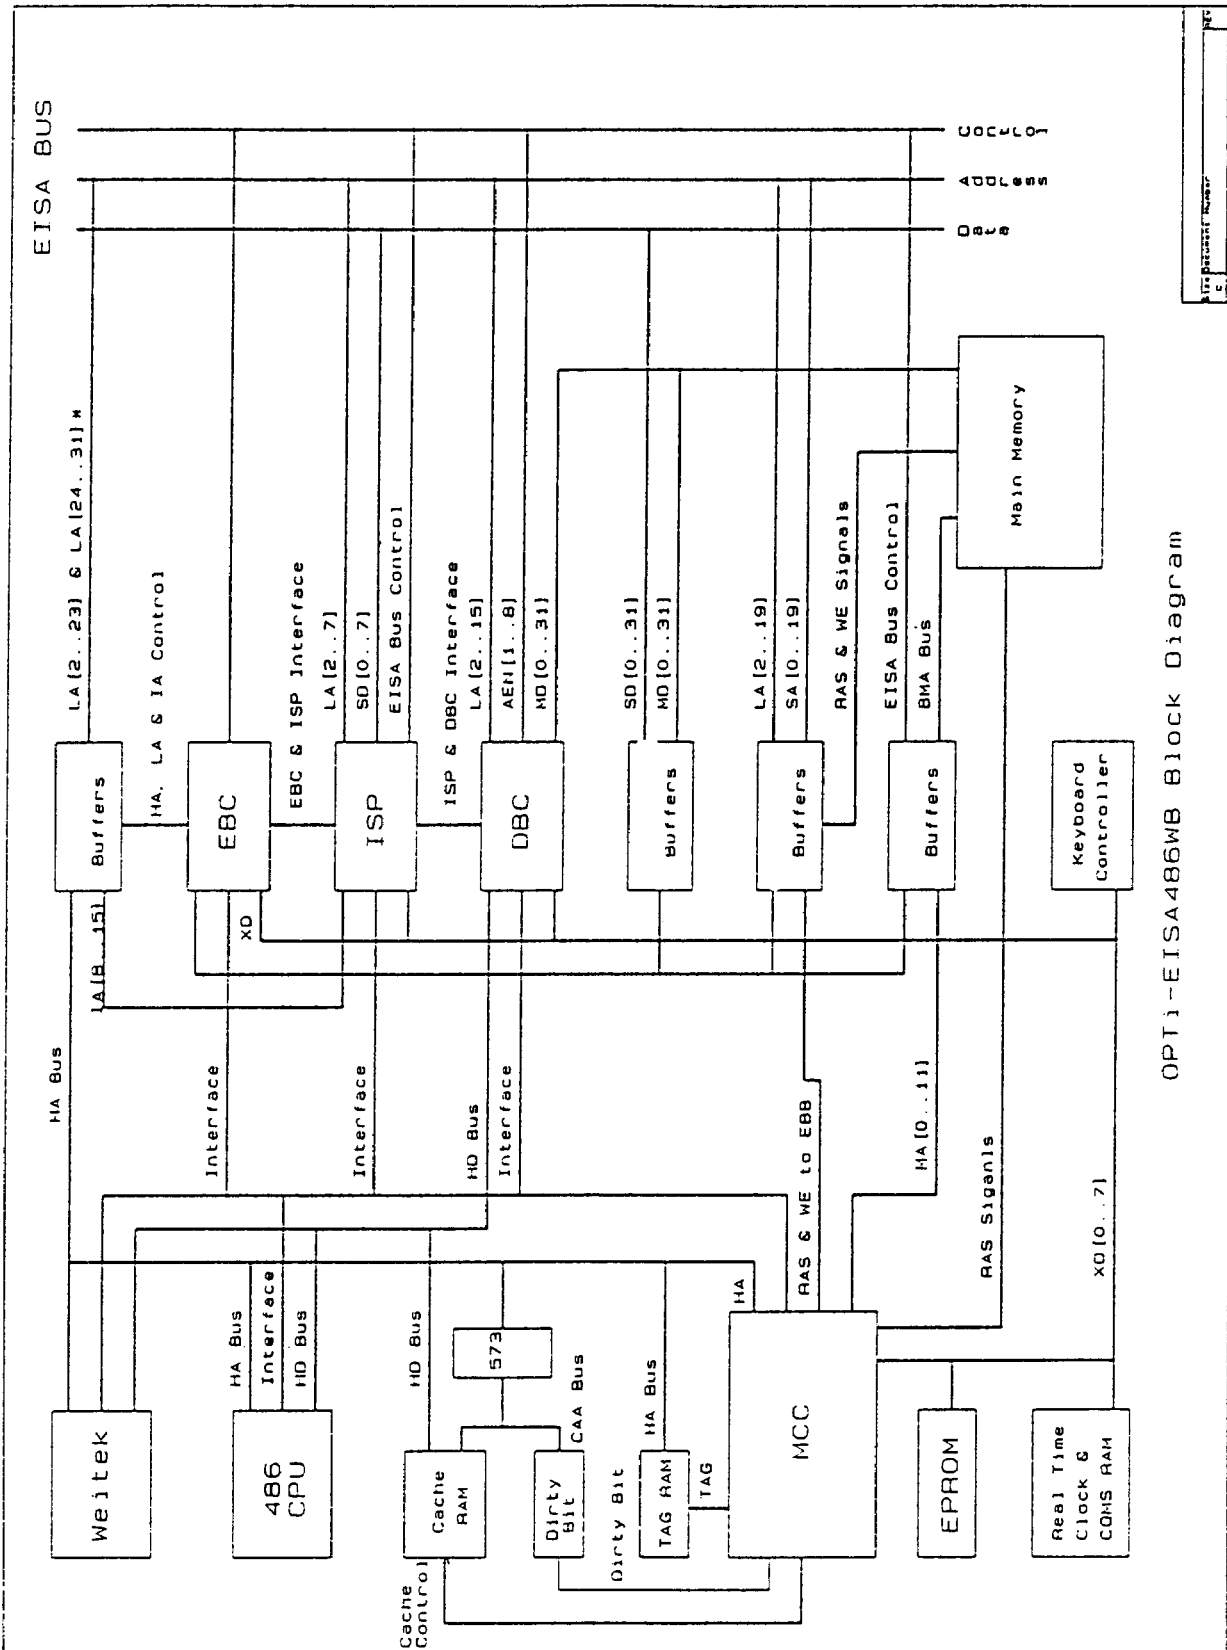 EISA BUS
Control
Address
Data
LA[2..23] & LA[24..31]*
HA, LA & IA Control
EBC & ISP Interface
LA[2..7]
SD[0..7]
EISA Bus Control
ISP & DBC Interface
LA[2..15]
AEN[1..8]
MD[0..31]
SD[0..31]
MD[0..31]
LA[2..19]
SA[0..19]
RAS & WE Signals
EISA Bus Control
BMA Bus
Main Memory
Buffers
EBC
ISP
DBC
Buffers
Buffers
Buffers
Keyboard
Controller
LA[8..15]
XD
HA Bus
Interface
Interface
HD Bus
Interface
RAS & WE to EBB
MA[0..11]
RAS Siganls
XD[0..7]
HA Bus
Interface
HD Bus
HD Bus
573
CAA Bus
HA Bus
HA
TAG
Weitek
486
CPU
Cache
RAM
Dirty
Bit
Dirty Bit
TAG RAM
MCC
EPROM
Real Time
Clock &
COMS RAM
Cache
Control
OPTi-EISA486WB Block Diagram
Size
Document Number
REV
C